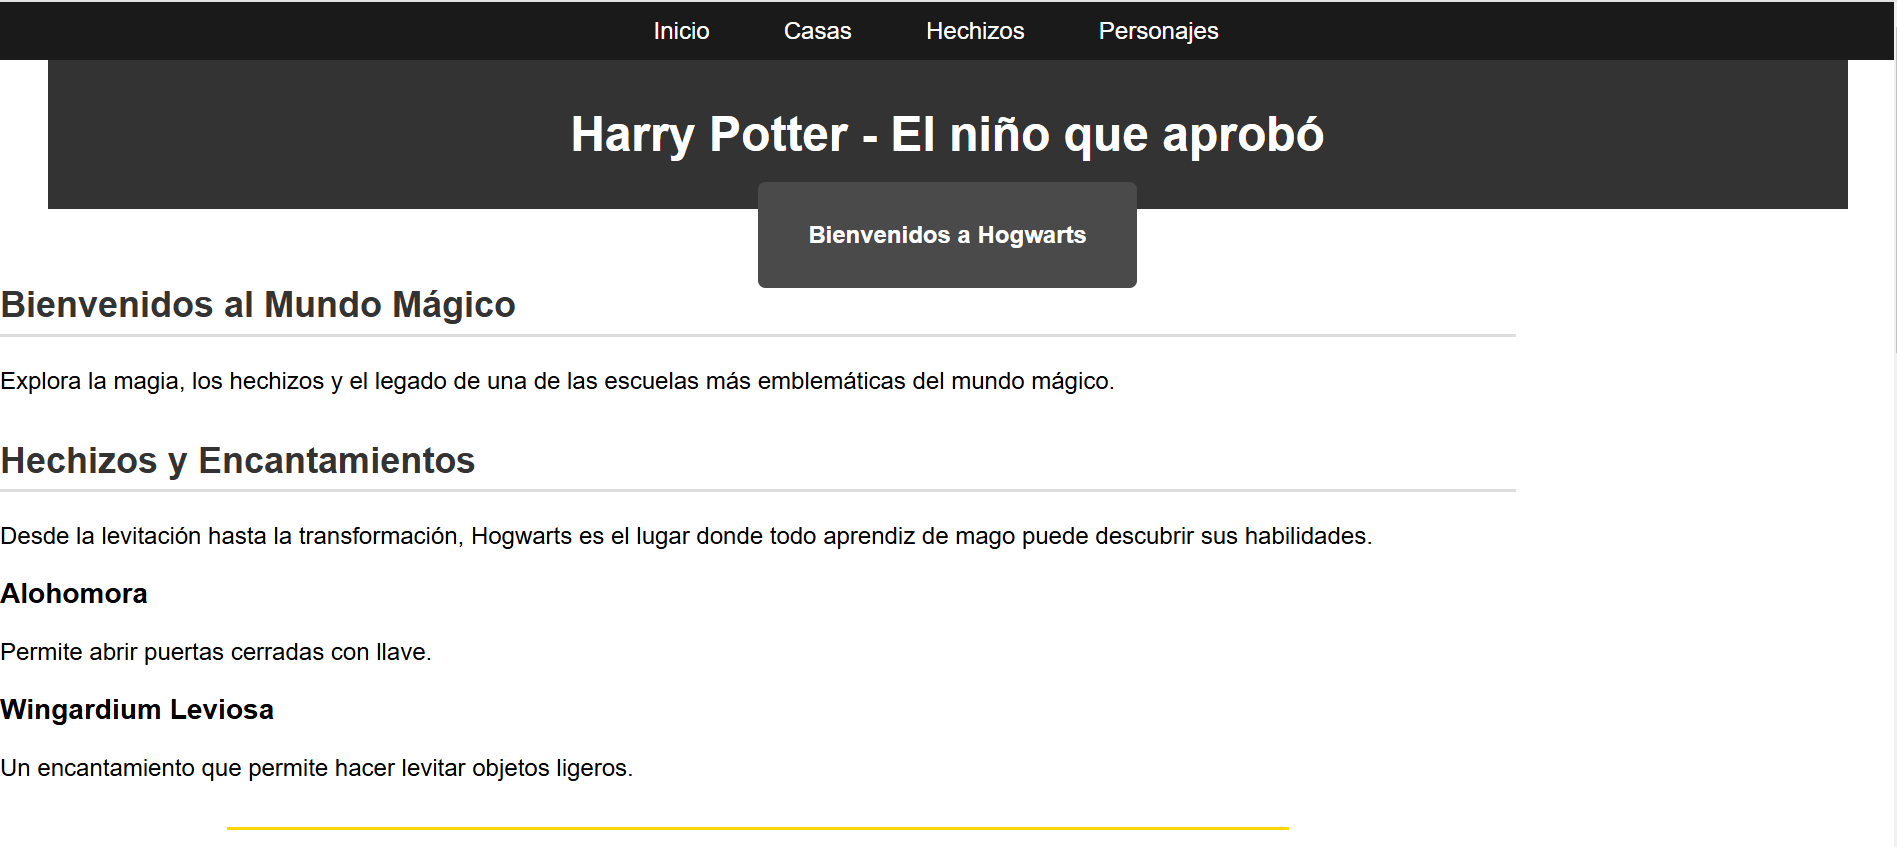 Inicio Casas Hechizos Personajes
Harry Potter - El niño que aprobó
Bienvenidos a Hogwarts
Bienvenidos al Mundo Mágico
Explora la magia, los hechizos y el legado de una de las escuelas más emblemáticas del mundo mágico.
Hechizos y Encantamientos
Desde la levitación hasta la transformación, Hogwarts es el lugar donde todo aprendiz de mago puede descubrir sus habilidades.
Alohomora
Permite abrir puertas cerradas con llave.
Wingardium Leviosa
Un encantamiento que permite hacer levitar objetos ligeros.